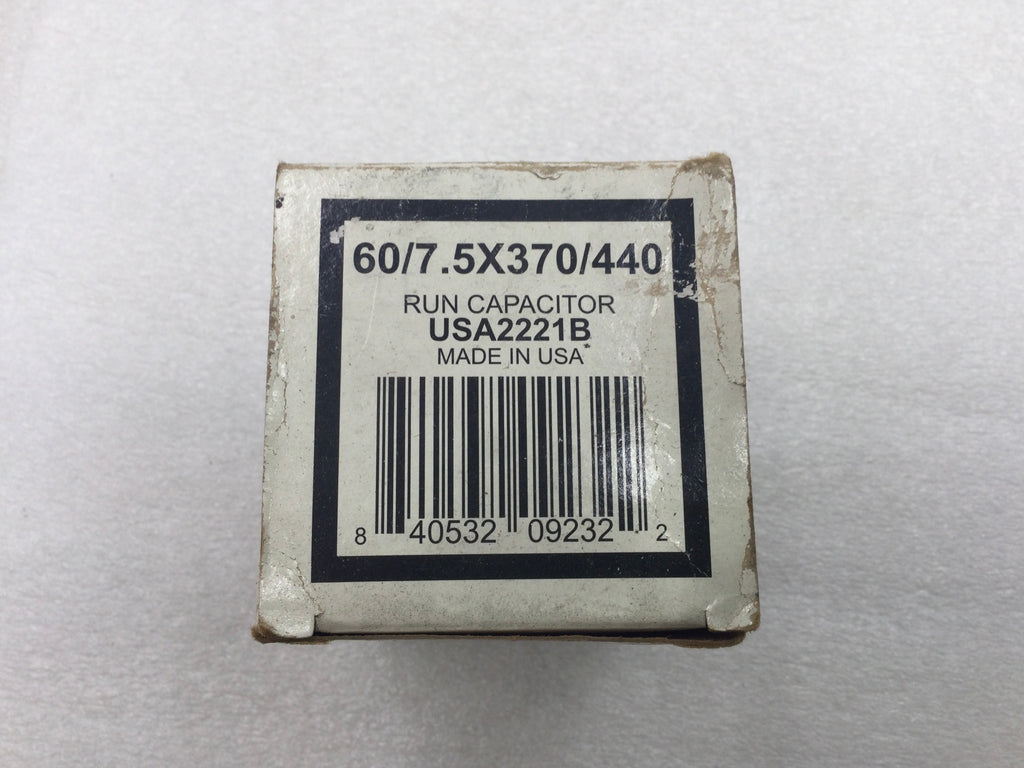 60/7.5X370/440
RUN CAPACITOR
USA2221B
MADE IN USA
8 40532 09232 2